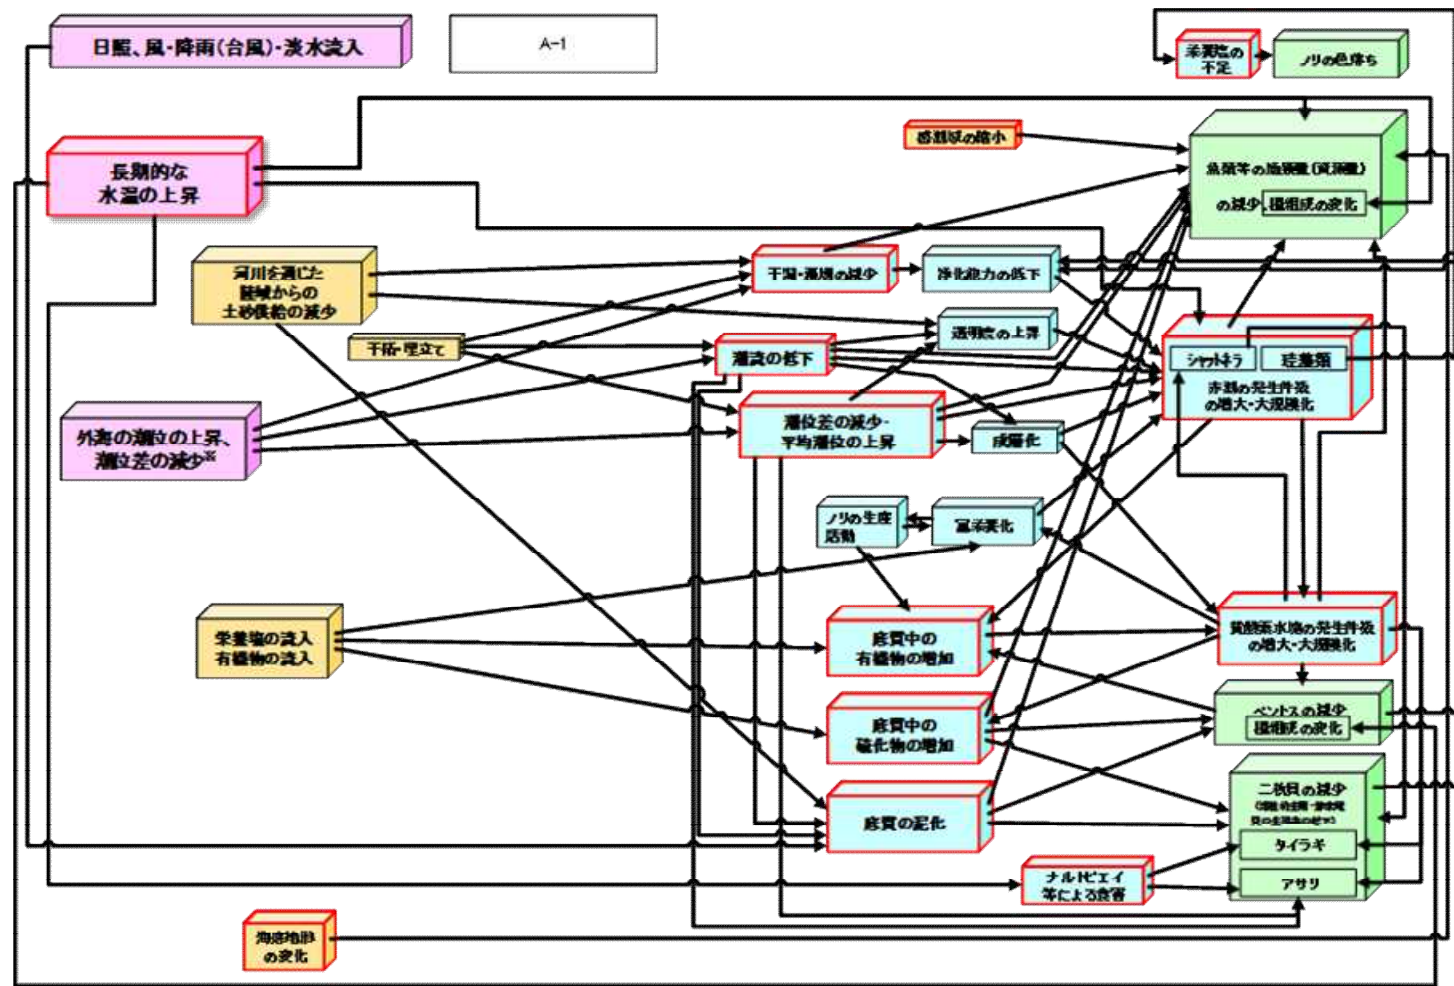 日照、風・降雨(台風)・淡水流入
A-1
栄養塩の
不足
ノリの色落ち
長期的な
水温の上昇
感潮域の縮小
魚類等の漁獲量(資源量)
の減少、種組成の変化
河川を通じた
陸域からの
土砂供給の減少
干潟・藻場の減少
浄化能力の低下
干拓・埋立て
透明度の上昇
潮流の低下
シャットネラ
珪藻類
赤潮の発生件数
の増大・大規模化
外海の潮位の上昇、
潮位差の減少※
潮位差の減少・
平均潮位の上昇
成層化
ノリの生産
活動
富栄養化
栄養塩の流入
有機物の流入
底質中の
有機物の増加
貧酸素水塊の発生件数
の増大・大規模化
底質中の
硫化物の増加
ベントスの減少
種組成の変化
底質の泥化
二枚貝の減少
タイラギ
アサリ
ナルトビエイ
等による食害
海底地形
の変化